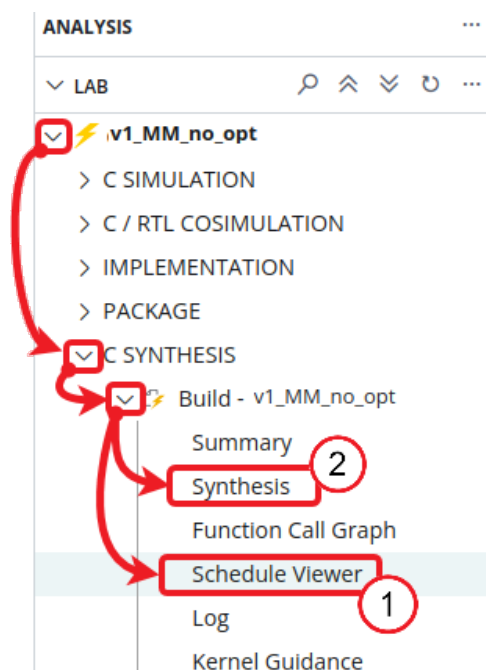 ANALYSIS ...
LAB ...
v1_MM_no_opt
C SIMULATION
C / RTL COSIMULATION
IMPLEMENTATION
PACKAGE
C SYNTHESIS
Build - v1_MM_no_opt
Summary
2
Synthesis
Function Call Graph
Schedule Viewer
1
Log
Kernel Guidance